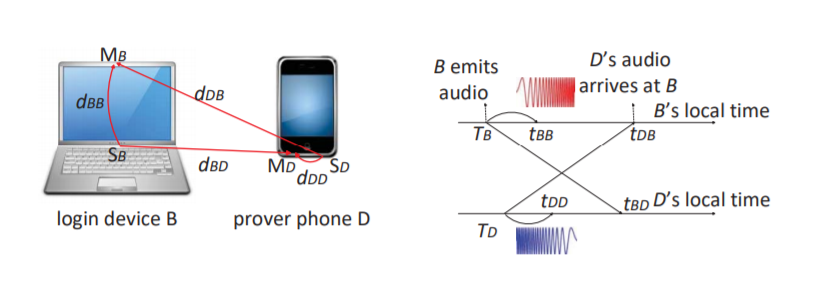 MB
dBB
dDB
SB
dBD
MD
SD
dDD
login device B
prover phone D
B emits
audio
D's audio
arrives at B
B's local time
TB
tBB
tDB
tDD
tBD
D's local time
TD